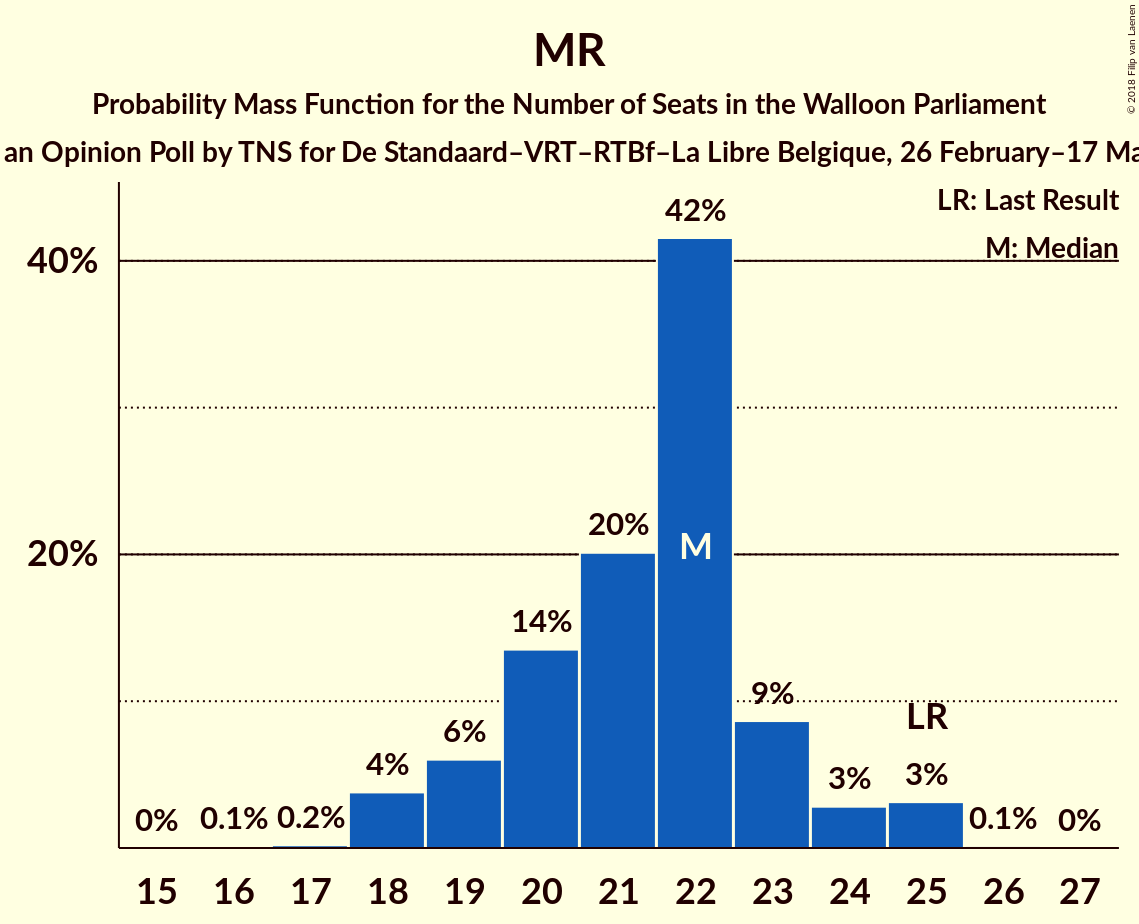 MR
Probability Mass Function for the Number of Seats in the Walloon Parliament
an Opinion Poll by TNS for De Standaard–VRT–RTBf–La Libre Belgique, 26 February–17 Ma
© 2018 Filip van Laenen
LR: Last Result
M: Median
40%
20%
0%
0.1%
0.2%
4%
6%
14%
20%
42%
M
9%
3%
LR
3%
0.1%
0%
15 16 17 18 19 20 21 22 23 24 25 26 27